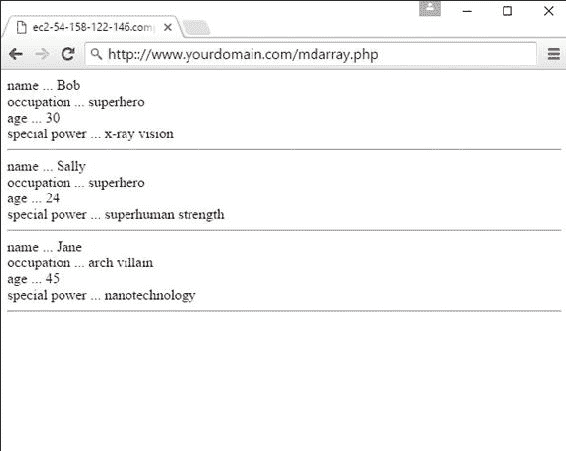 ec2-54-158-122-146.comp
http://www.yourdomain.com/mdarray.php
name ... Bob
occupation ... superhero
age ... 30
special power ... x-ray vision
name ... Sally
occupation ... superhero
age ... 24
special power ... superhuman strength
name ... Jane
occupation ... arch villain
age ... 45
special power ... nanotechnology